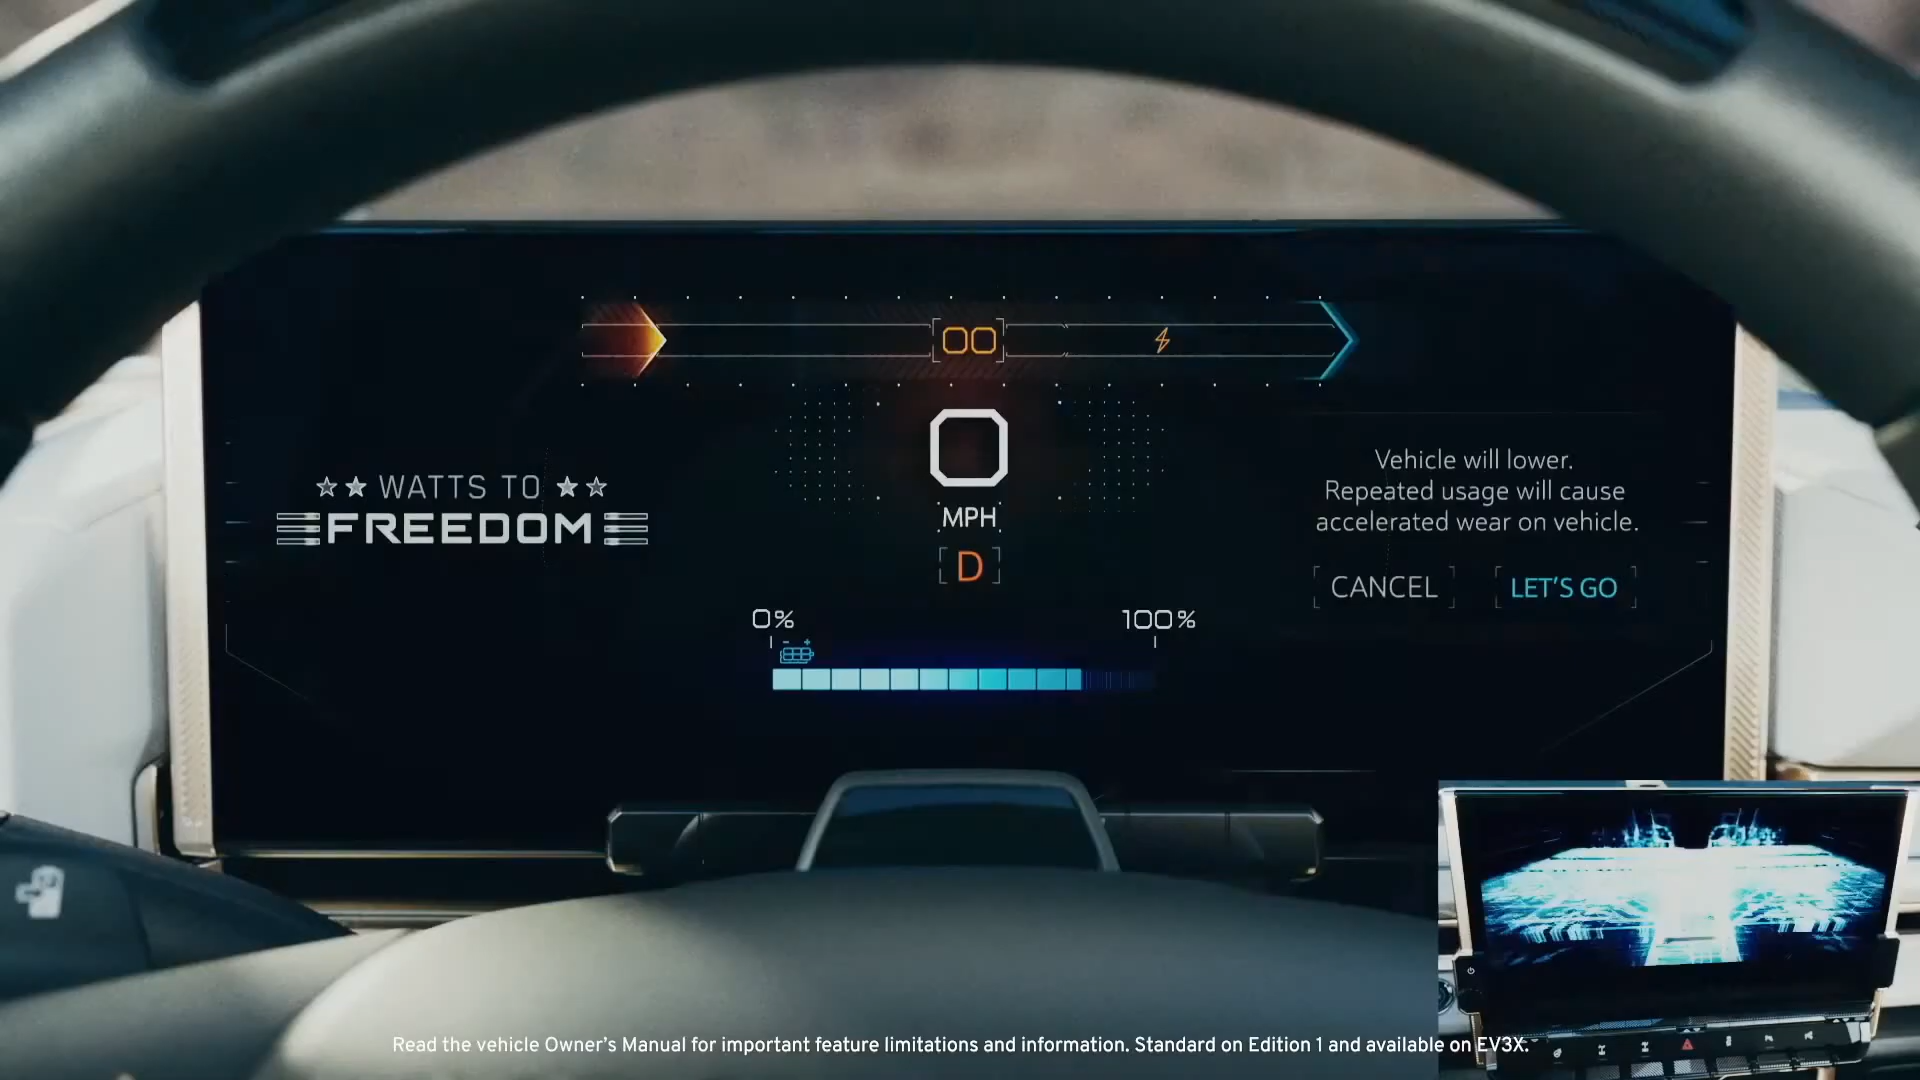 00
WATTS TO
FREEDOM
0
MPH
D
0%
100%
Vehicle will lower.
Repeated usage will cause
accelerated wear on vehicle.
CANCEL
LET'S GO
Read the vehicle Owner's Manual for important feature limitations and information. Standard on Edition 1 and available on EV3X.